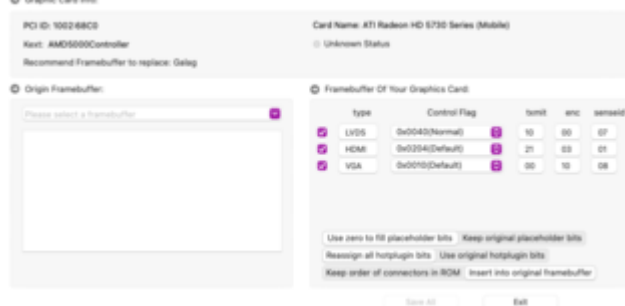 Graphic Card Info:
PCI ID: 1002-68C0
Card Name: ATI Radeon HD 5730 Series (Mobile)
Kext: AMD5000Controller
Unknown Status
Recommend Framebuffer to replace: Galag
Origin Framebuffer:
Please select a framebuffer
Framebuffer Of Your Graphics Card:
type Control Flag txmit enc senseid
LVDS 0x0040(Normal) 10 00 07
HDMI 0x0204(Default) 21 03 01
VGA 0x0010(Default) 00 10 08
Use zero to fill placeholder bits Keep original placeholder bits
Reassign all hotplugin bits Use original hotplugin bits
Keep order of connectors in ROM Insert into original framebuffer
Save All Exit